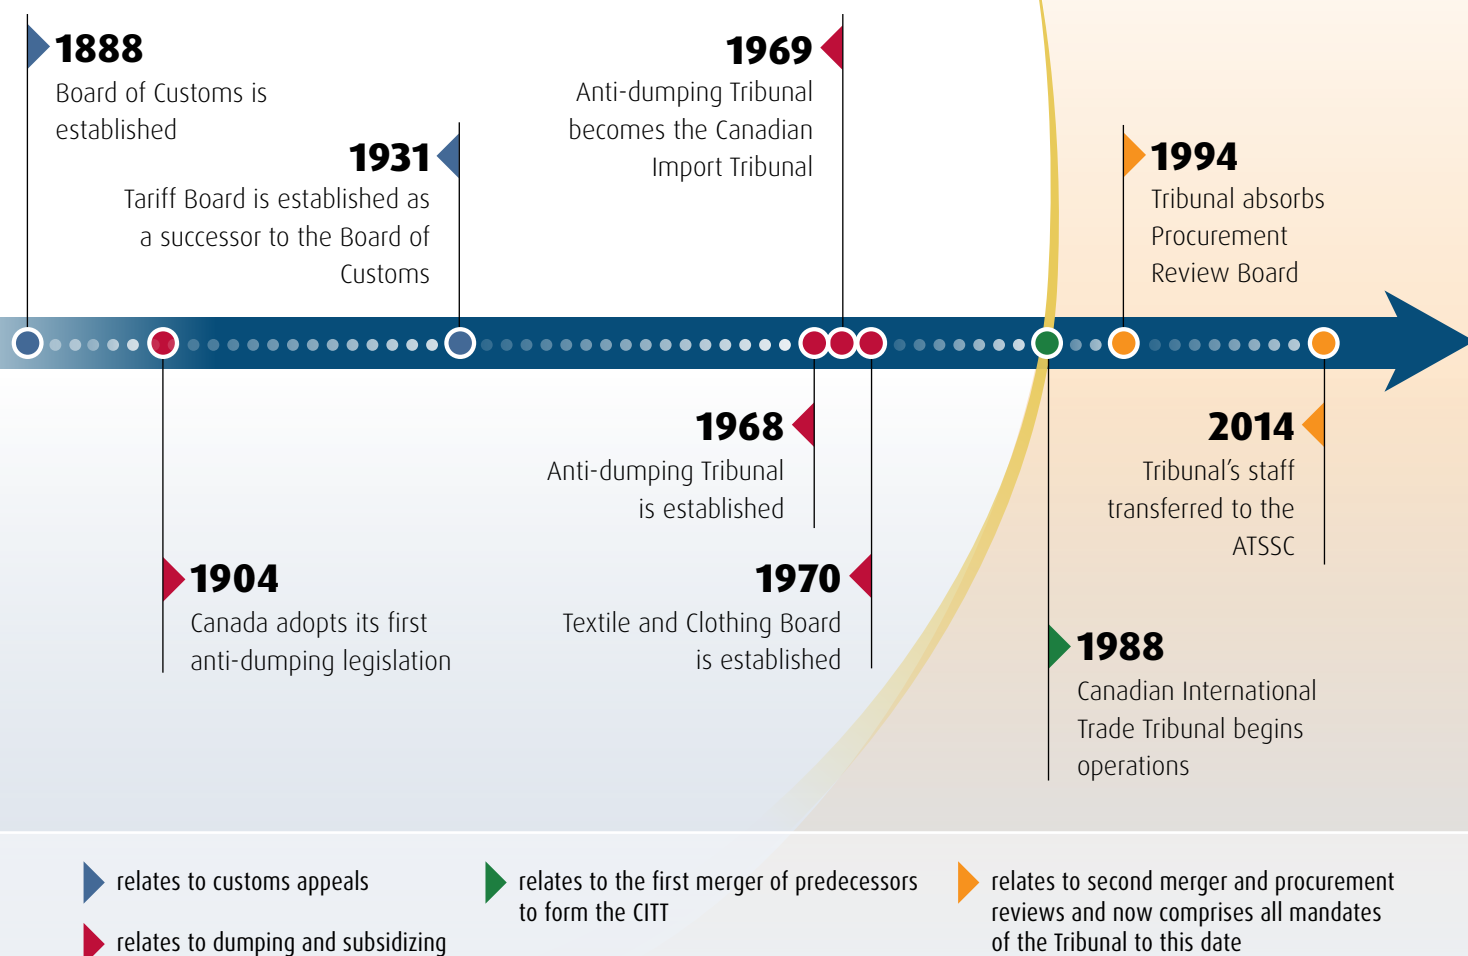 1888
Board of Customs is
established
1931
Tariff Board is established as
a successor to the Board of
Customs
1969
Anti-dumping Tribunal
becomes the Canadian
Import Tribunal
1994
Tribunal absorbs
Procurement
Review Board
1968
Anti-dumping Tribunal
is established
2014
Tribunal’s staff
transferred to the
ATSSC
1904
Canada adopts its first
anti-dumping legislation
1970
Textile and Clothing Board
is established
1988
Canadian International
Trade Tribunal begins
operations
relates to customs appeals
relates to dumping and subsidizing
relates to the first merger of predecessors
to form the CITT
relates to second merger and procurement
reviews and now comprises all mandates
of the Tribunal to this date